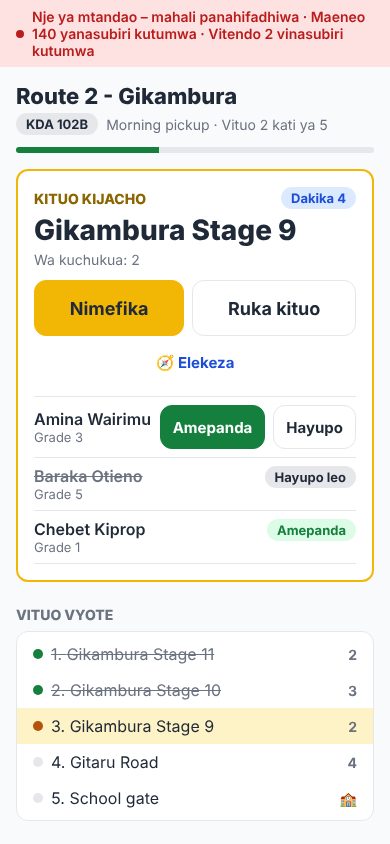 Nje ya mtandao – mahali panahifadhiwa · Maeneo
140 yanasubiri kutumwa · Vitendo 2 vinasubiri
kutumwa
Route 2 - Gikambura
KDA 102B Morning pickup · Vituo 2 kati ya 5
KITUO KIJACHO Dakika 4
Gikambura Stage 9
Wa kuchukua: 2
Nimefika Ruka kituo
🧭 Elekeza
Amina Wairimu Amepanda Hayupo
Grade 3
Baraka Otieno Hayupo leo
Grade 5
Chebet Kiprop Amepanda
Grade 1
VITUO VYOTE
1. Gikambura Stage 11 2
2. Gikambura Stage 10 3
3. Gikambura Stage 9 2
4. Gitaru Road 4
5. School gate 🏫